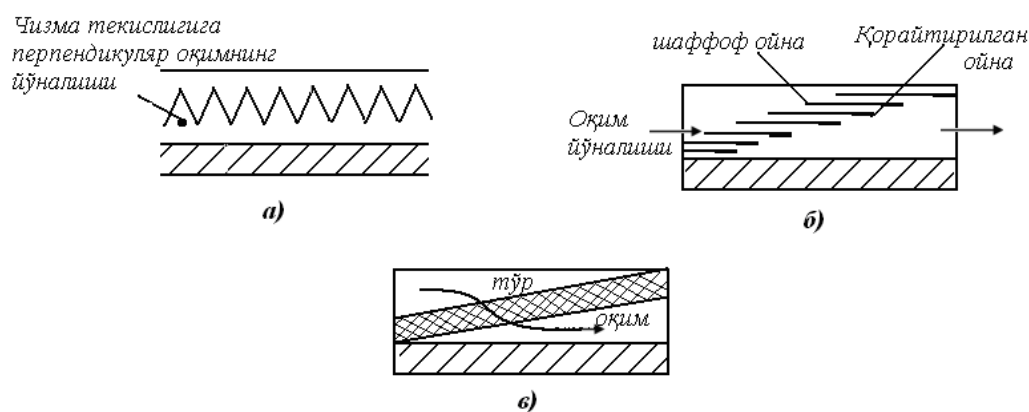 Чизма текислигига
перпендикуляр оқимнинг
йўналиши
а)
шаффоф ойна
Қорайтирилган
ойна
Оқим
йўналиши
б)
тўр
оқим
в)